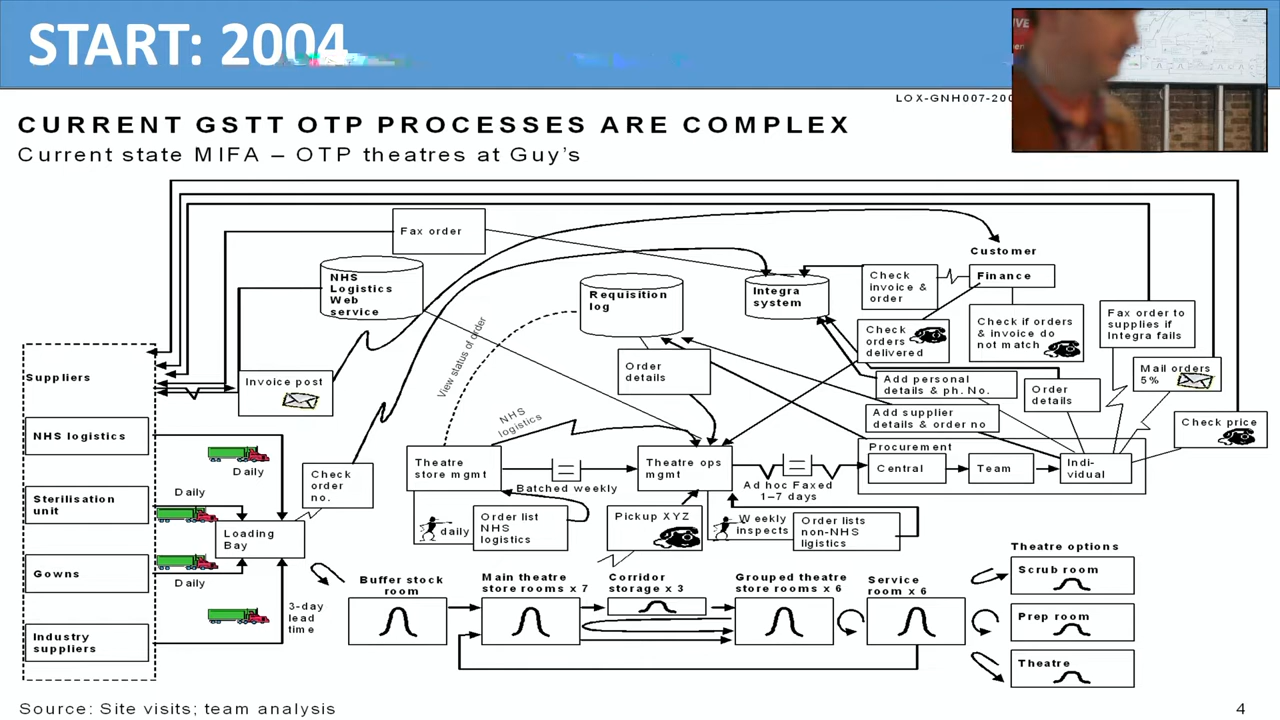 START: 2004
LOX-GNH007-200
CURRENT GSTT OTP PROCESSES ARE COMPLEX
Current state MIFA – OTP theatres at Guy's
Fax order
NHS
Logistics
Web
service
Requisition
log
Integra
system
Customer
Finance
Check
invoice &
order
Check
orders
delivered
Check if orders
& invoice do
not match
Fax order to
supplies if
Integra fails
Mail orders
5%
Check price
View status of order
Order
details
Add personal
details & ph. No.
Order
details
Add supplier
details & order no
Suppliers
Invoice post
NHS logistics
Sterilisation
unit
Gowns
Industry
suppliers
Daily
Daily
Daily
3-day
lead
time
Loading
Bay
Check
order
no.
NHS
logistics
Theatre
store mgmt
Batched weekly
Theatre ops
mgmt
Ad hoc Faxed
1–7 days
Procurement
Central
Team
Indi-
vidual
daily
Order list
NHS
logistics
Pickup XYZ
Weekly
inspects
Order lists
non-NHS
ligistics
Buffer stock
room
Main theatre
store rooms x 7
Corridor
storage x 3
Grouped theatre
store rooms x 6
Service
room x 6
Theatre options
Scrub room
Prep room
Theatre
Source: Site visits; team analysis
4